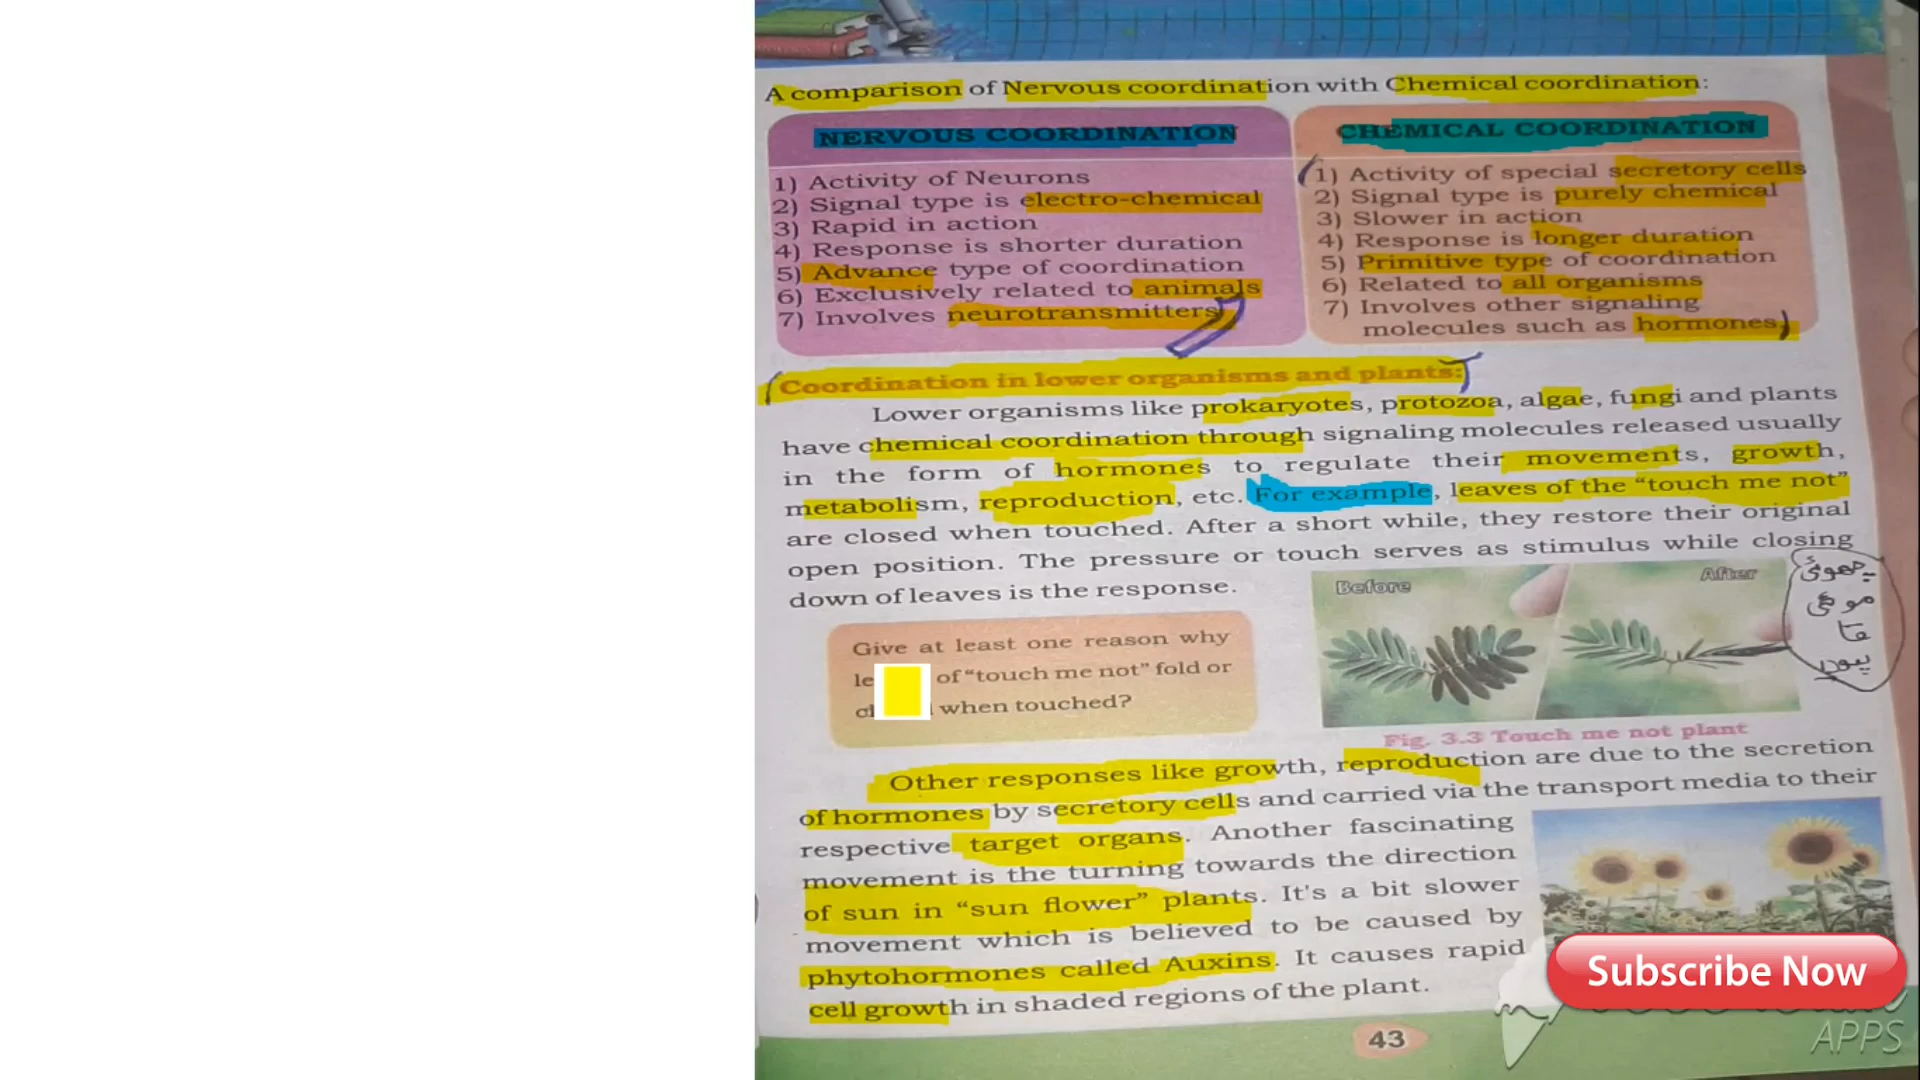 A comparison of Nervous coordination with Chemical coordination:
NERVOUS COORDINATION
1) Activity of Neurons
2) Signal type is electro-chemical
3) Rapid in action
4) Response is shorter duration
5) Advance type of coordination
6) Exclusively related to animals
7) Involves neurotransmitters
CHEMICAL COORDINATION
1) Activity of special secretory cells
2) Signal type is purely chemical
3) Slower in action
4) Response is longer duration
5) Primitive type of coordination
6) Related to all organisms
7) Involves other signaling
molecules such as hormones
Coordination in lower organisms and plants:
Lower organisms like prokaryotes, protozoa, algae, fungi and plants
have chemical coordination through signaling molecules released usually
in the form of hormones to regulate their movements, growth,
metabolism, reproduction, etc. For example, leaves of the “touch me not”
are closed when touched. After a short while, they restore their original
open position. The pressure or touch serves as stimulus while closing
down of leaves is the response.
Before
After
Give at least one reason why
of “touch me not” fold or
when touched?
Fig. 3.3 Touch me not plant
Other responses like growth, reproduction are due to the secretion
of hormones by secretory cells and carried via the transport media to their
respective target organs. Another fascinating
movement is the turning towards the direction
of sun in “sun flower” plants. It's a bit slower
movement which is believed to be caused by
phytohormones called Auxins. It causes rapid
cell growth in shaded regions of the plant.
Subscribe Now
43
APPS